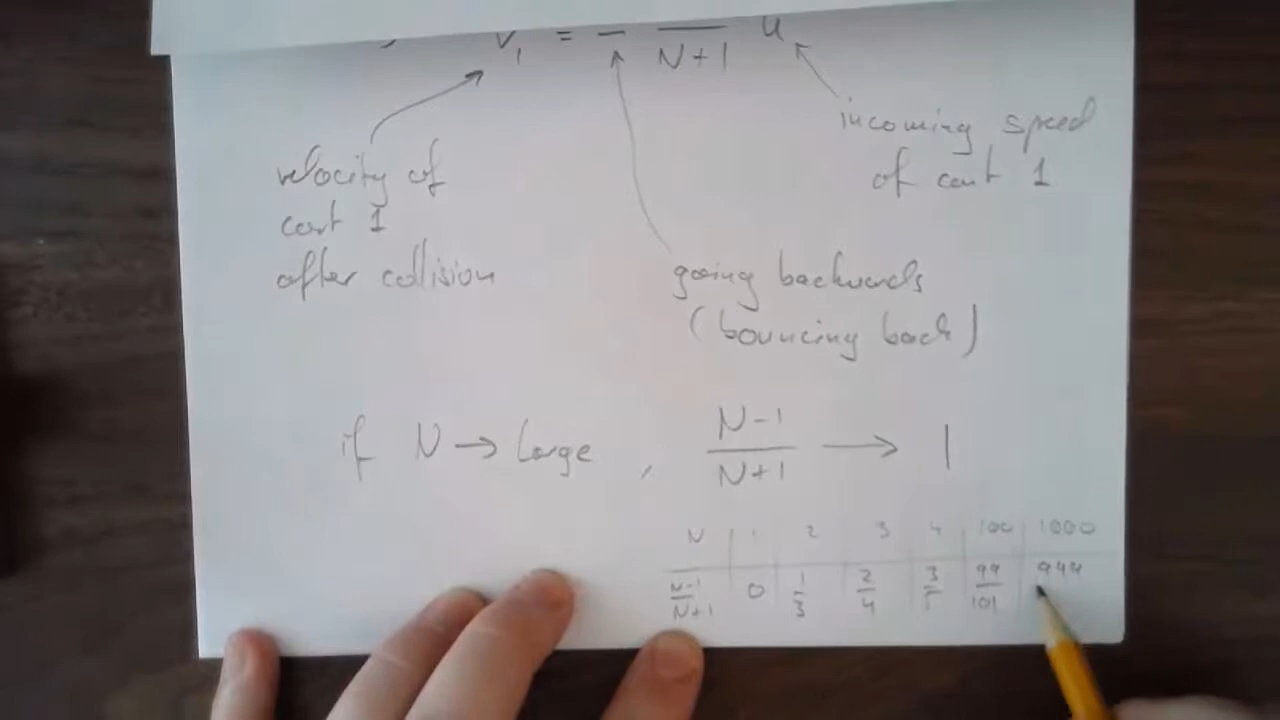 v₁ = - ―― u
N+1
incoming speed
of cart 1
velocity of
cart 1
after collision
going backwards
(bouncing back)
if N → large , N-1/N+1 → 1
N 1 2 3 4 100 1000
N-1/N+1 0 1/3 2/4 3/5 99/101 999